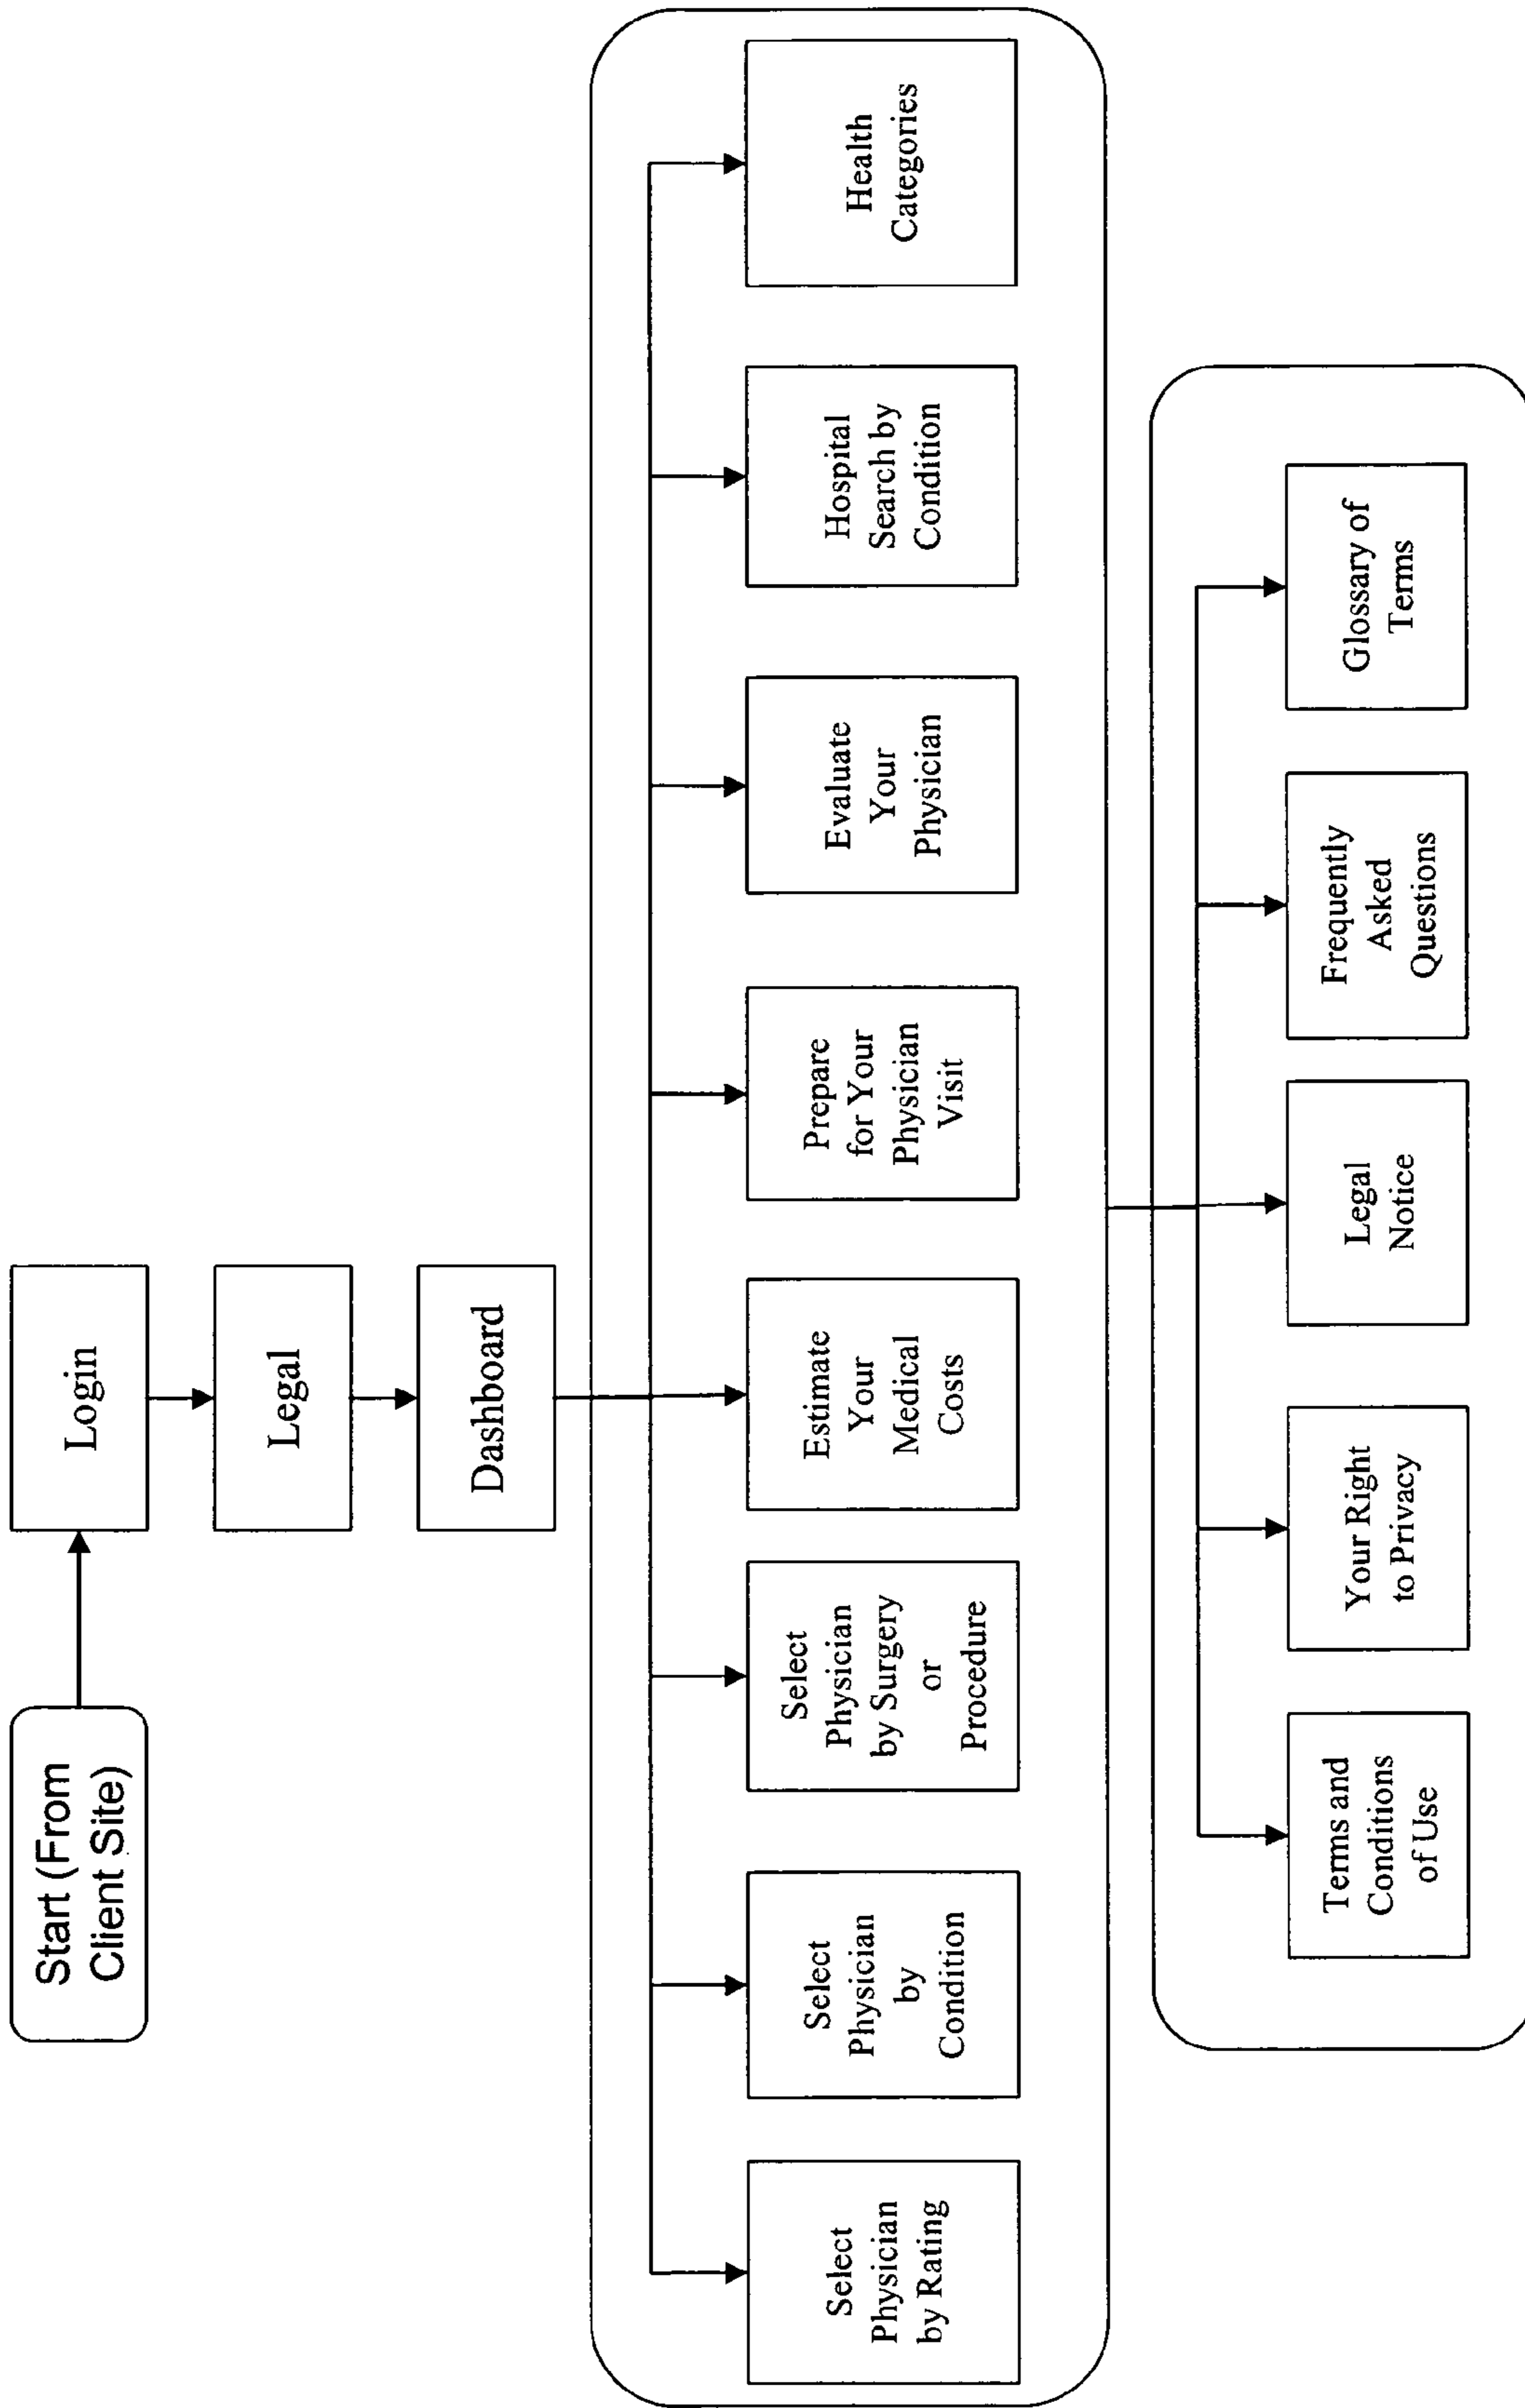 Start (From
Client Site)
Login
Legal
Dashboard
Select
Physician
by Rating
Select
Physician
by
Condition
Select
Physician
by Surgery
or
Procedure
Estimate
Your
Medical
Costs
Prepare
for Your
Physician
Visit
Evaluate
Your
Physician
Hospital
Search by
Condition
Health
Categories
Terms and
Conditions
of Use
Your Right
to Privacy
Legal
Notice
Frequently
Asked
Questions
Glossary of
Terms